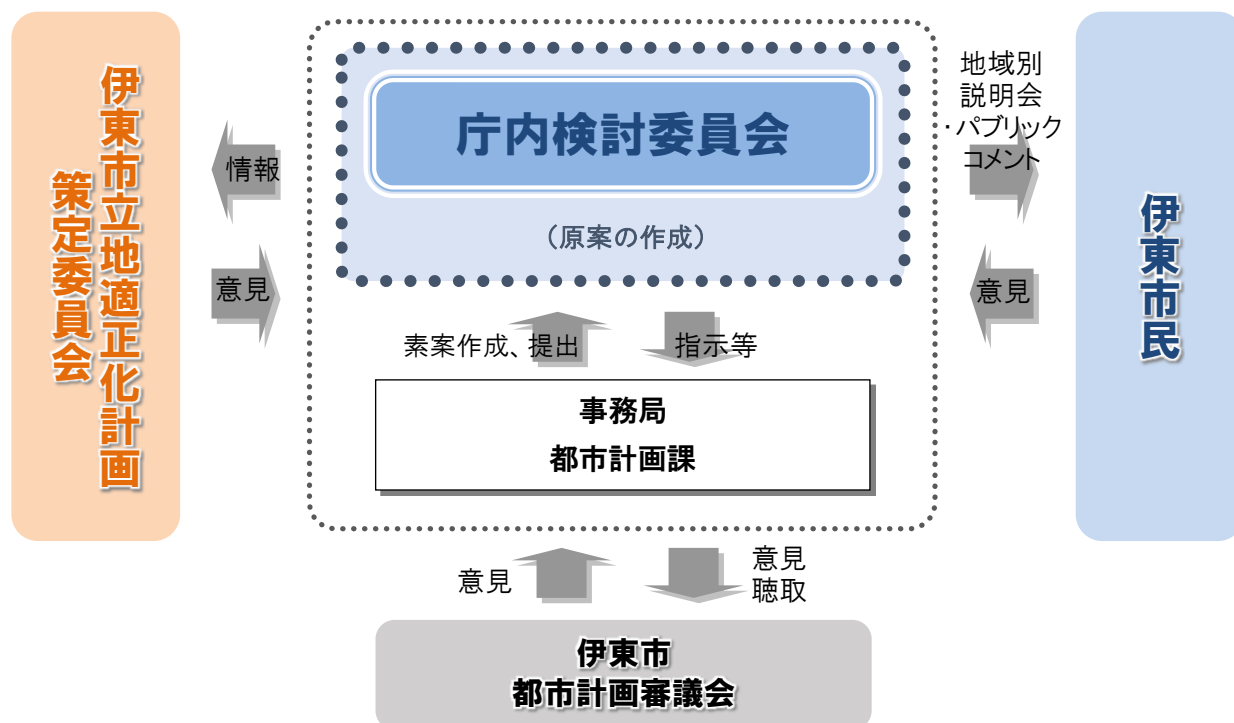 伊東市立地適正化計画
策定委員会
情報
意見
庁内検討委員会
（原案の作成）
素案作成、提出
指示等
事務局
都市計画課
意見
意見
聴取
伊東市
都市計画審議会
地域別
説明会
・パブリック
コメント
意見
伊東市民